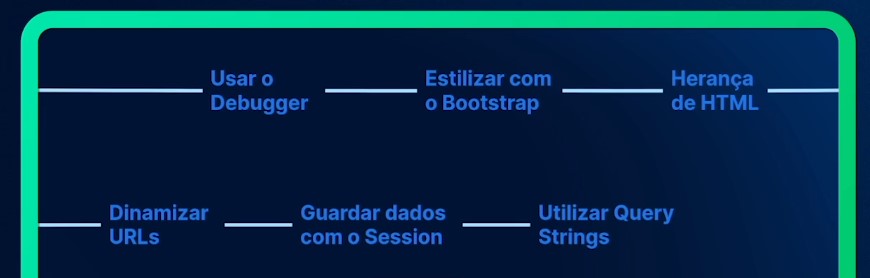 Usar o
Debugger
Estilizar com
o Bootstrap
Herança
de HTML
Dinamizar
URLs
Guardar dados
com o Session
Utilizar Query
Strings